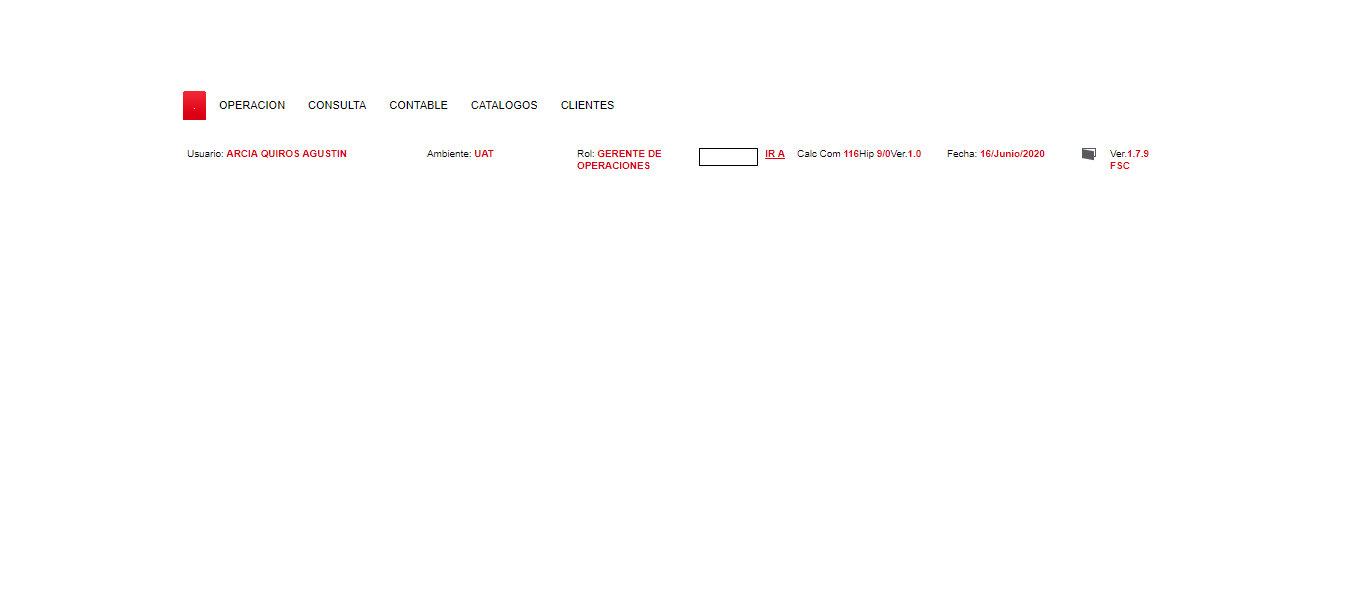 OPERACION CONSULTA CONTABLE CATALOGOS CLIENTES
Usuario: ARCIA QUIROS AGUSTIN Ambiente: UAT Rol: GERENTE DE OPERACIONES IR A Calc Com 116Hip 9/0Ver.1.0 Fecha: 16/Junio/2020 Ver.1.7.9 FSC